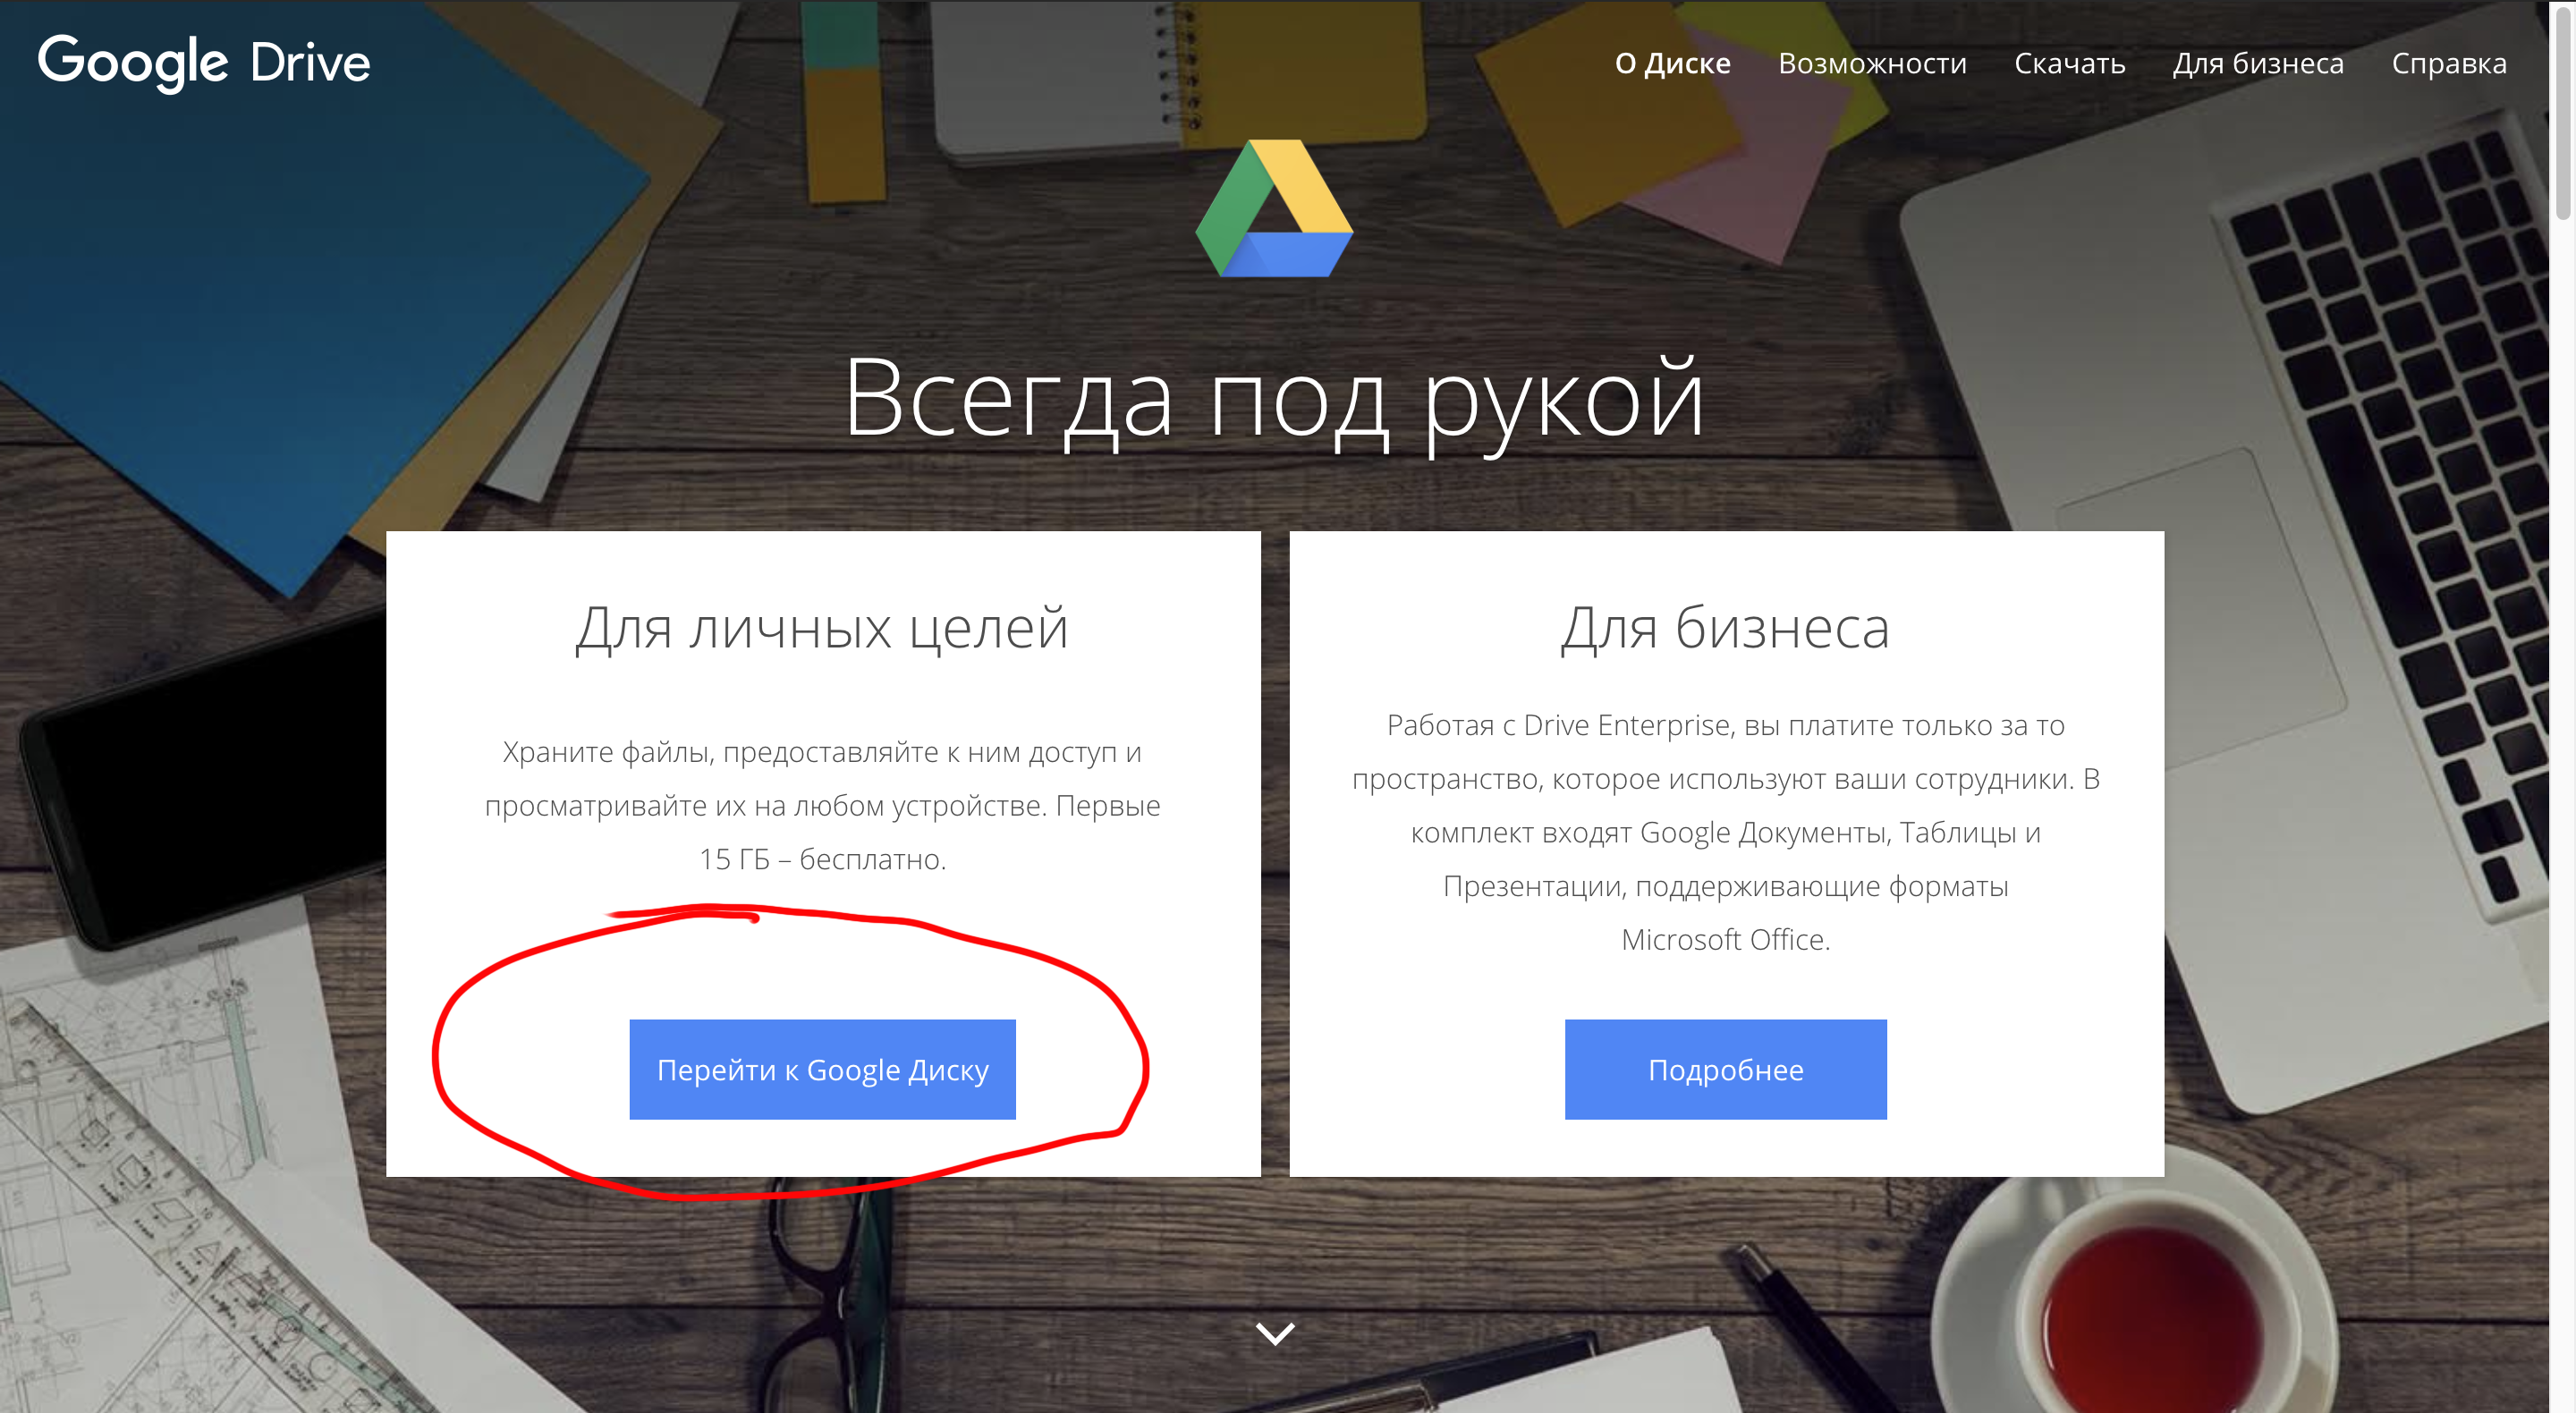 Google Drive
О Диске Возможности Скачать Для бизнеса Справка
Всегда под рукой
Для личных целей
Храните файлы, предоставляйте к ним доступ и
просматривайте их на любом устройстве. Первые
15 ГБ – бесплатно.
Перейти к Google Диску
Для бизнеса
Работая с Drive Enterprise, вы платите только за то
пространство, которое используют ваши сотрудники. В
комплект входят Google Документы, Таблицы и
Презентации, поддерживающие форматы
Microsoft Office.
Подробнее